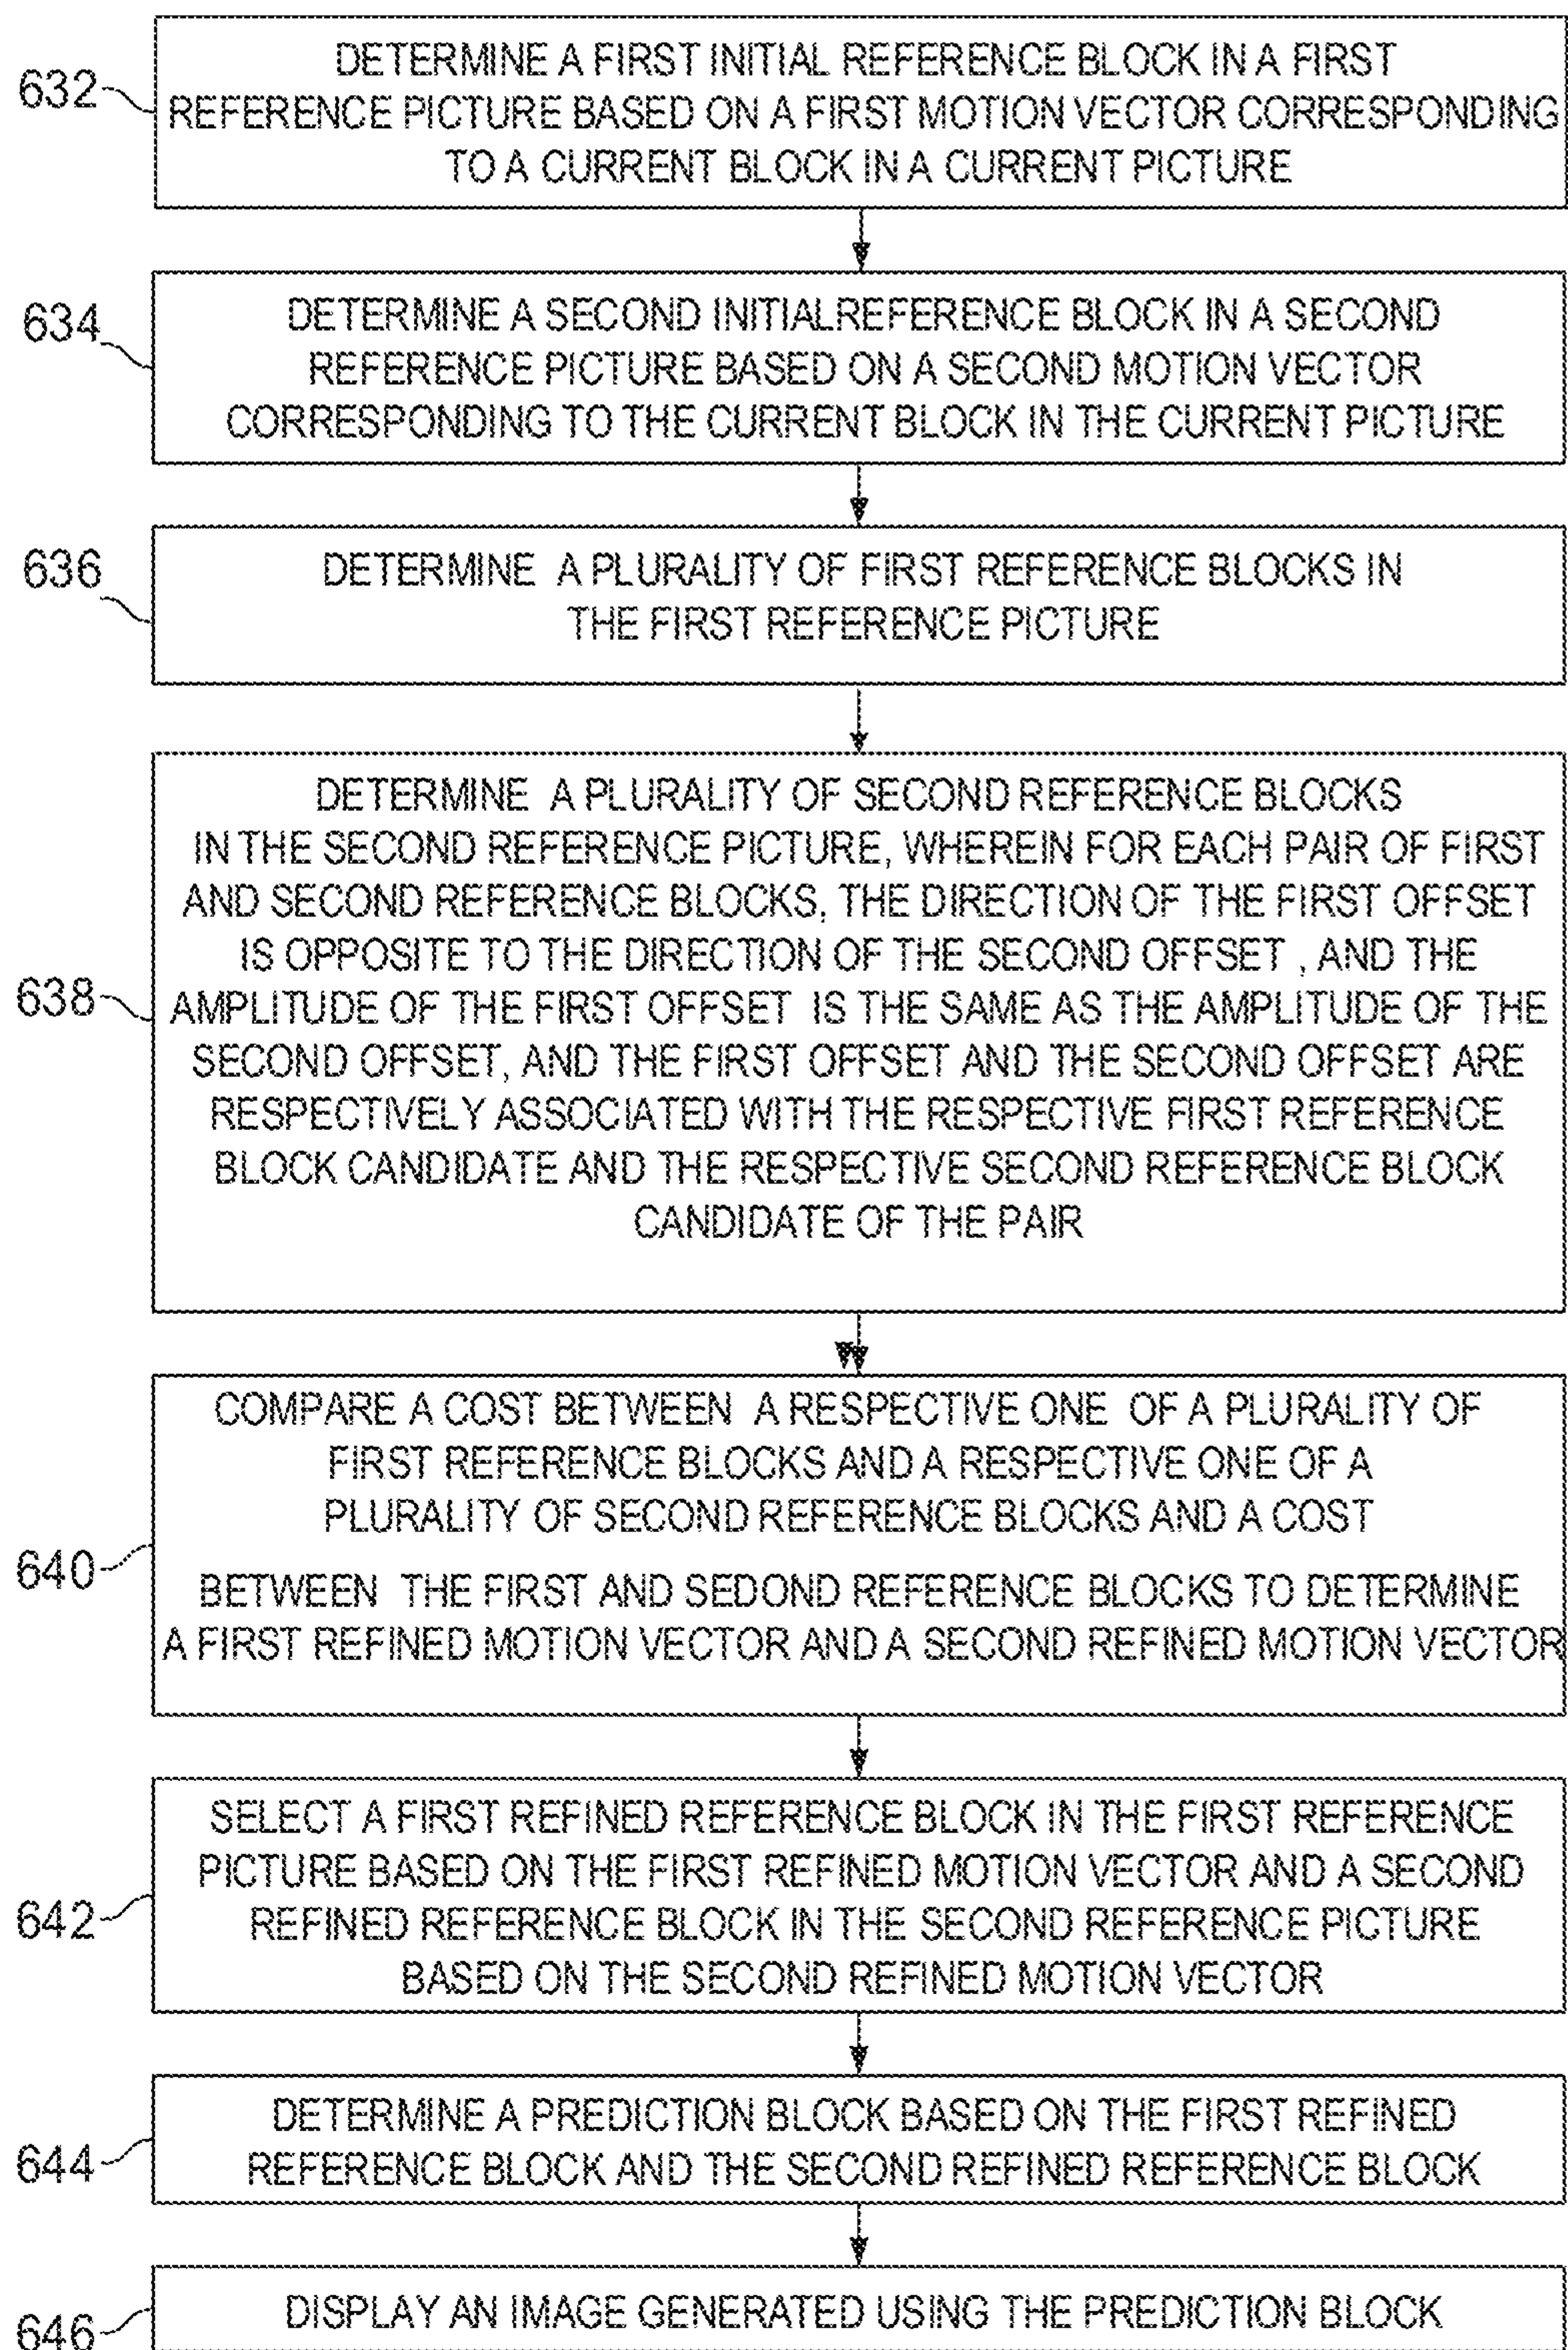 632
DETERMINE A FIRST INITIAL REFERENCE BLOCK IN A FIRST
REFERENCE PICTURE BASED ON A FIRST MOTION VECTOR CORRESPONDING
TO A CURRENT BLOCK IN A CURRENT PICTURE
634
DETERMINE A SECOND INITIALREFERENCE BLOCK IN A SECOND
REFERENCE PICTURE BASED ON A SECOND MOTION VECTOR
CORRESPONDING TO THE CURRENT BLOCK IN THE CURRENT PICTURE
636
DETERMINE A PLURALITY OF FIRST REFERENCE BLOCKS IN
THE FIRST REFERENCE PICTURE
638
DETERMINE A PLURALITY OF SECOND REFERENCE BLOCKS
IN THE SECOND REFERENCE PICTURE, WHEREIN FOR EACH PAIR OF FIRST
AND SECOND REFERENCE BLOCKS, THE DIRECTION OF THE FIRST OFFSET
IS OPPOSITE TO THE DIRECTION OF THE SECOND OFFSET , AND THE
AMPLITUDE OF THE FIRST OFFSET IS THE SAME AS THE AMPLITUDE OF THE
SECOND OFFSET, AND THE FIRST OFFSET AND THE SECOND OFFSET ARE
RESPECTIVELY ASSOCIATED WITH THE RESPECTIVE FIRST REFERENCE
BLOCK CANDIDATE AND THE RESPECTIVE SECOND REFERENCE BLOCK
CANDIDATE OF THE PAIR
640
COMPARE A COST BETWEEN A RESPECTIVE ONE OF A PLURALITY OF
FIRST REFERENCE BLOCKS AND A RESPECTIVE ONE OF A
PLURALITY OF SECOND REFERENCE BLOCKS AND A COST
BETWEEN THE FIRST AND SEDOND REFERENCE BLOCKS TO DETERMINE
A FIRST REFINED MOTION VECTOR AND A SECOND REFINED MOTION VECTOR
642
SELECT A FIRST REFINED REFERENCE BLOCK IN THE FIRST REFERENCE
PICTURE BASED ON THE FIRST REFINED MOTION VECTOR AND A SECOND
REFINED REFERENCE BLOCK IN THE SECOND REFERENCE PICTURE
BASED ON THE SECOND REFINED MOTION VECTOR
644
DETERMINE A PREDICTION BLOCK BASED ON THE FIRST REFINED
REFERENCE BLOCK AND THE SECOND REFINED REFERENCE BLOCK
646
DISPLAY AN IMAGE GENERATED USING THE PREDICTION BLOCK